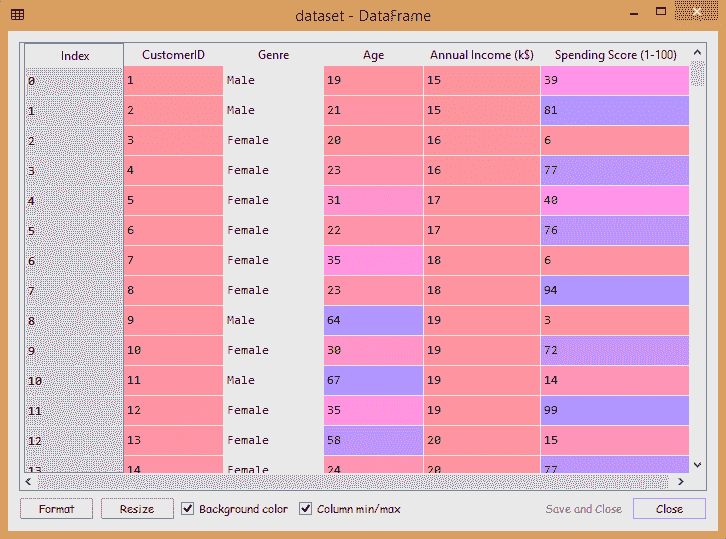 dataset - DataFrame
Index CustomerID Genre Age Annual Income (k$) Spending Score (1-100)
0 1 Male 19 15 39
1 2 Male 21 15 81
2 3 Female 20 16 6
3 4 Female 23 16 77
4 5 Female 31 17 40
5 6 Female 22 17 76
6 7 Female 35 18 6
7 8 Female 23 18 94
8 9 Male 64 19 3
9 10 Female 30 19 72
10 11 Male 67 19 14
11 12 Female 35 19 99
12 13 Female 58 20 15
13 14 Female 24 20 77
Format Resize Background color Column min/max Save and Close Close